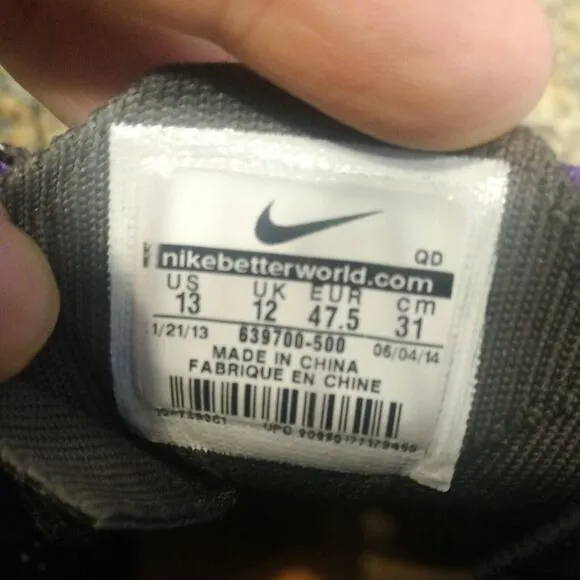 QD
nikebetterworld.com
US UK EUR cm
13 12 47.5 31
1/21/13 639700-500 06/04/14
MADE IN CHINA
FABRIQUE EN CHINE
UPC